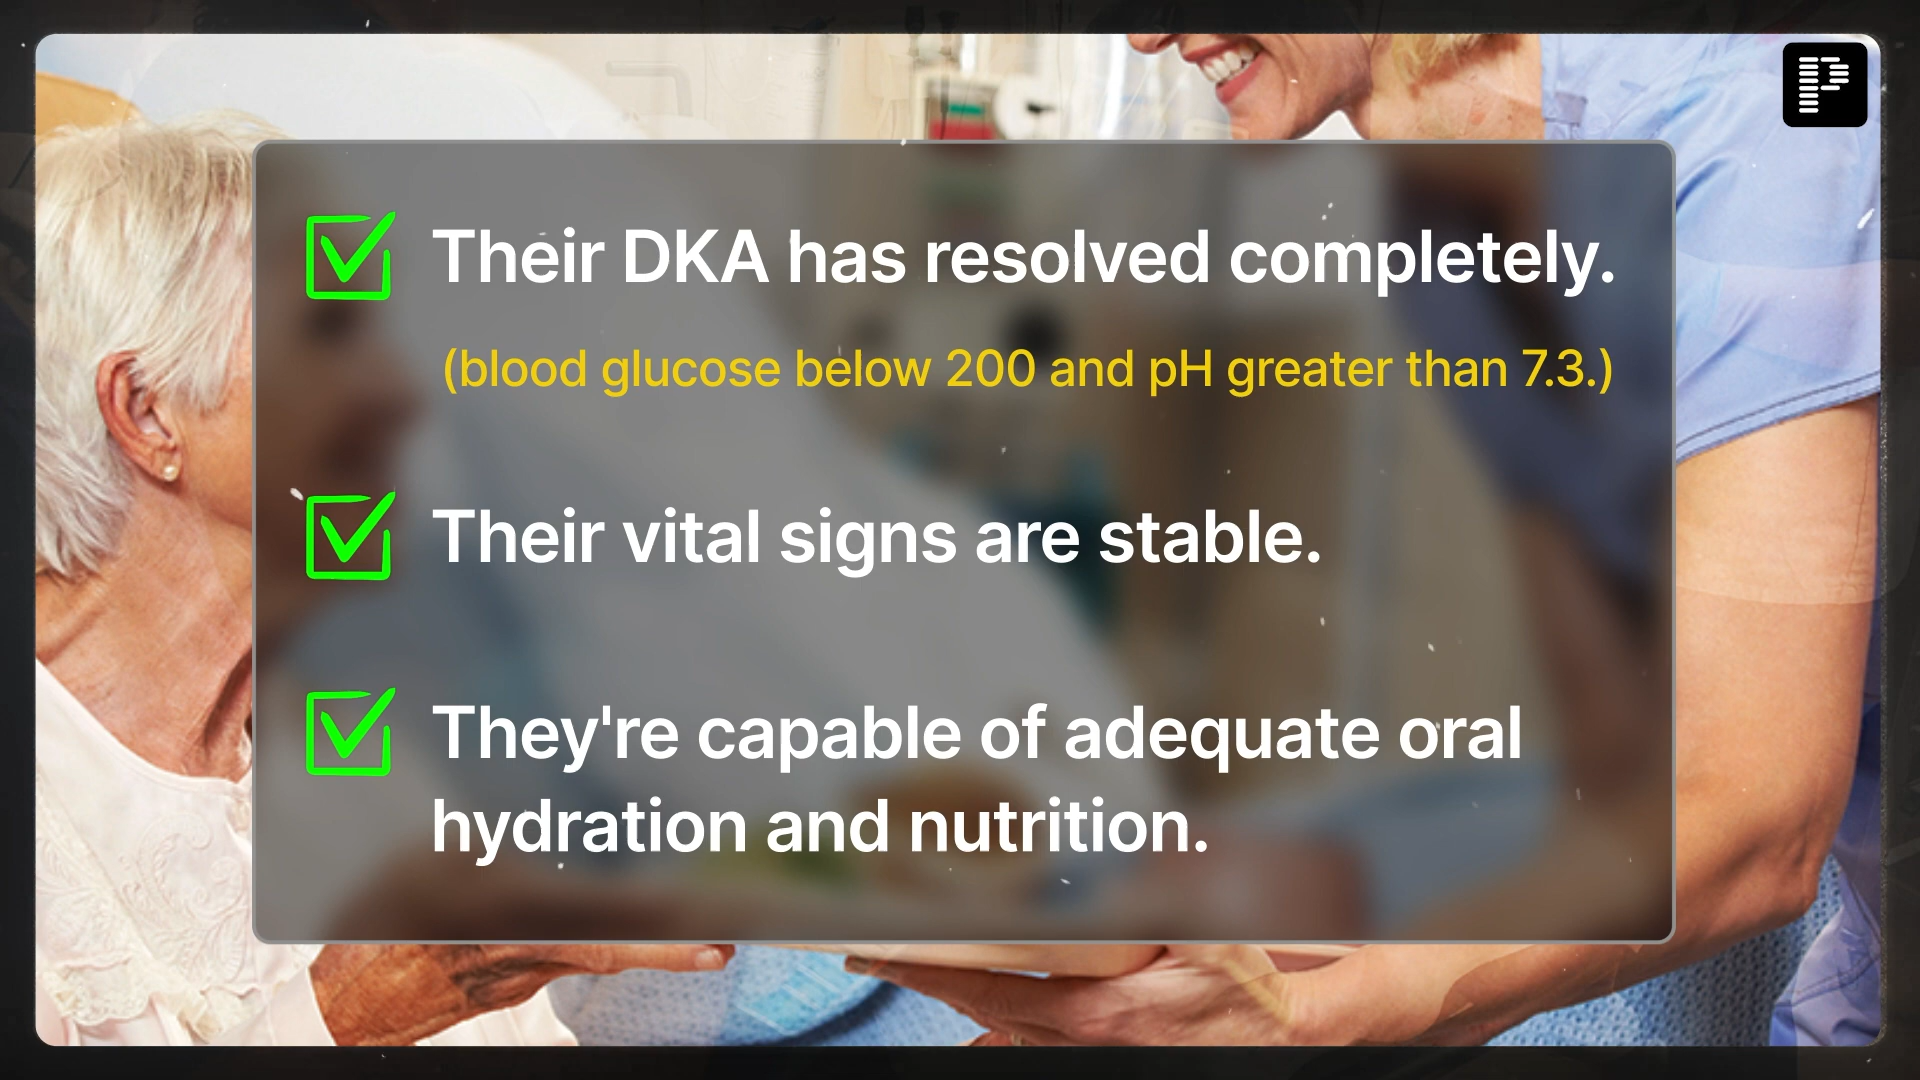 Their DKA has resolved completely.
(blood glucose below 200 and pH greater than 7.3.)
Their vital signs are stable.
They're capable of adequate oral
hydration and nutrition.